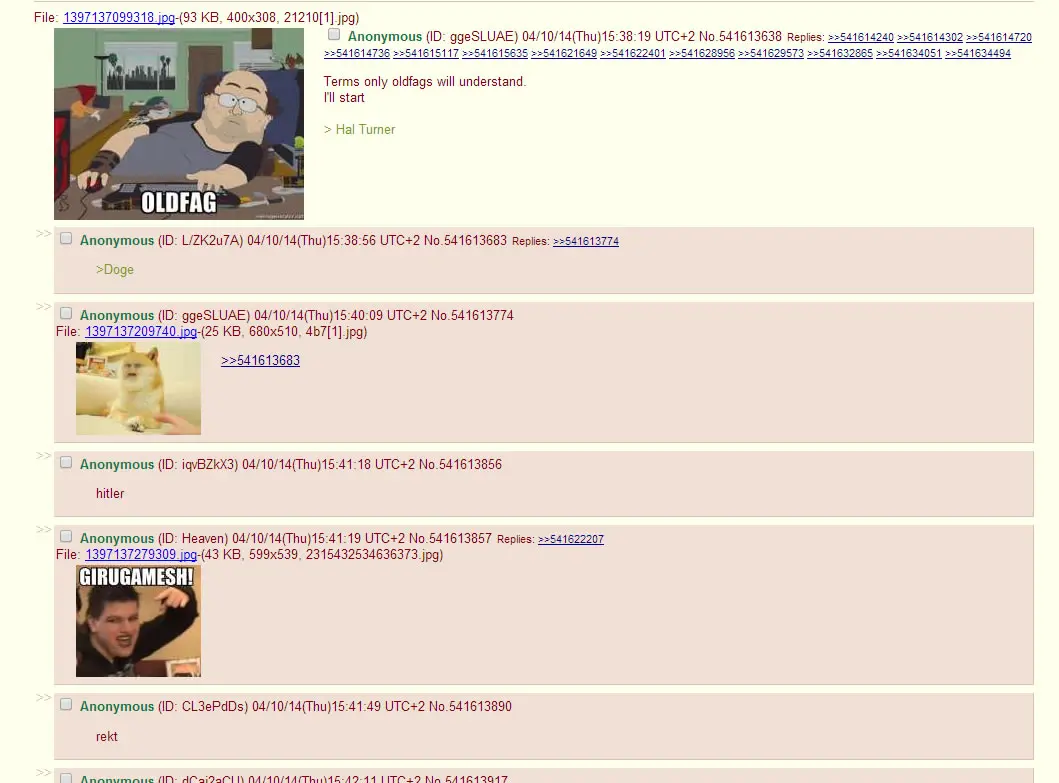 File: 1397137099318.jpg-(93 KB, 400x308, 21210[1].jpg)
Anonymous (ID: ggeSLUAE) 04/10/14(Thu)15:38:19 UTC+2 No.541613638 Replies: >>541614240 >>541614302 >>541614720
>>541614736 >>541615117 >>541615635 >>541621649 >>541622401 >>541628956 >>541629573 >>541632865 >>541634051 >>541634494
Terms only oldfags will understand.
I'll start
> Hal Turner
OLDFAG
>> Anonymous (ID: L/ZK2u7A) 04/10/14(Thu)15:38:56 UTC+2 No.541613683 Replies: >>541613774
>Doge
>> Anonymous (ID: ggeSLUAE) 04/10/14(Thu)15:40:09 UTC+2 No.541613774
File: 1397137209740.jpg-(25 KB, 680x510, 4b7[1].jpg)
>>541613683
>> Anonymous (ID: iqvBZkX3) 04/10/14(Thu)15:41:18 UTC+2 No.541613856
hitler
>> Anonymous (ID: Heaven) 04/10/14(Thu)15:41:19 UTC+2 No.541613857 Replies: >>541622207
File: 1397137279309.jpg-(43 KB, 599x539, 2315432534636373.jpg)
GIRUGAMESH!
>> Anonymous (ID: CL3ePdDs) 04/10/14(Thu)15:41:49 UTC+2 No.541613890
rekt
>> Anonymous (ID: dCaj2aCU) 04/10/14(Thu)15:42:11 UTC+2 No.541613917